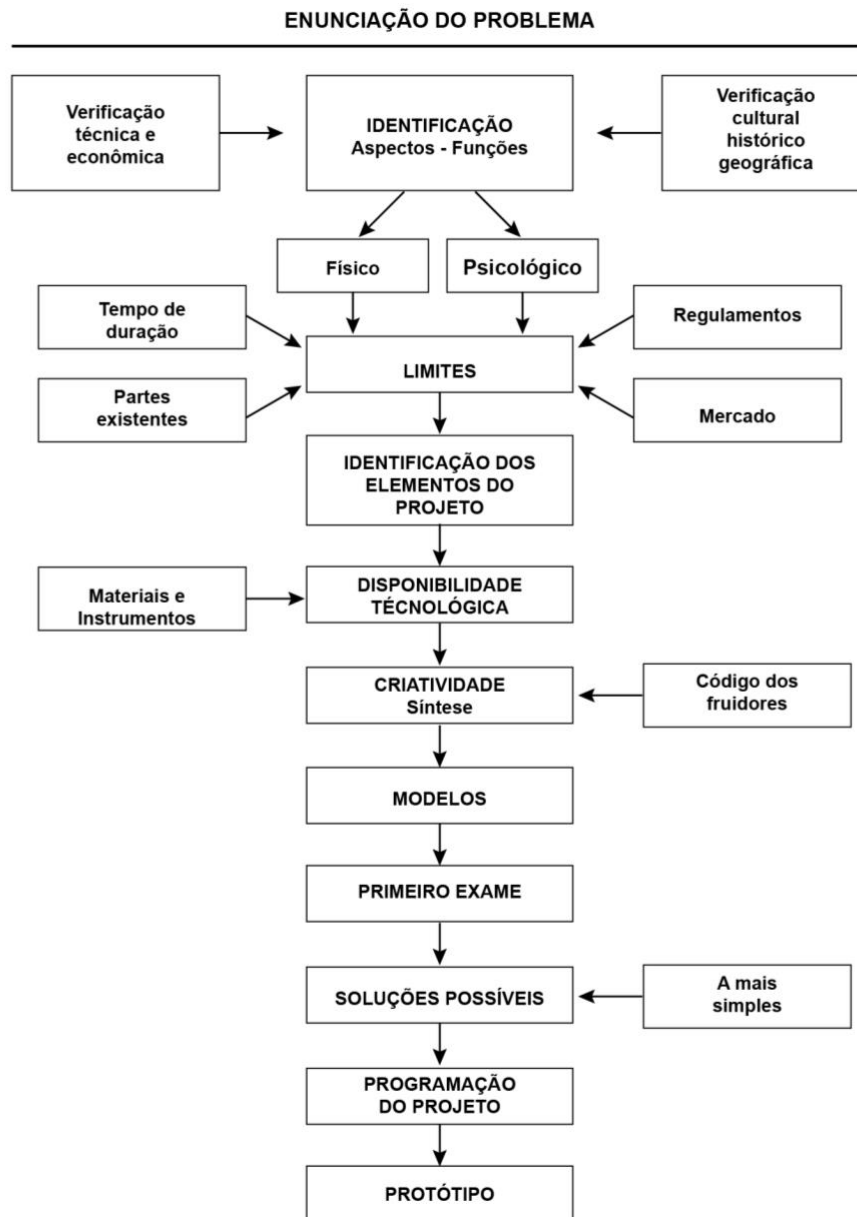 ENUNCIAÇÃO DO PROBLEMA
Verificação
técnica e
econômica
IDENTIFICAÇÃO
Aspectos - Funções
Verificação
cultural
histórico
geográfica
Físico
Psicológico
Tempo de
duração
Regulamentos
LIMITES
Partes
existentes
Mercado
IDENTIFICAÇÃO DOS
ELEMENTOS DO
PROJETO
Materiais e
Instrumentos
DISPONIBILIDADE
TÉCNOLÓGICA
CRIATIVIDADE
Síntese
Código dos
fruidores
MODELOS
PRIMEIRO EXAME
SOLUÇÕES POSSÍVEIS
A mais
simples
PROGRAMAÇÃO
DO PROJETO
PROTÓTIPO